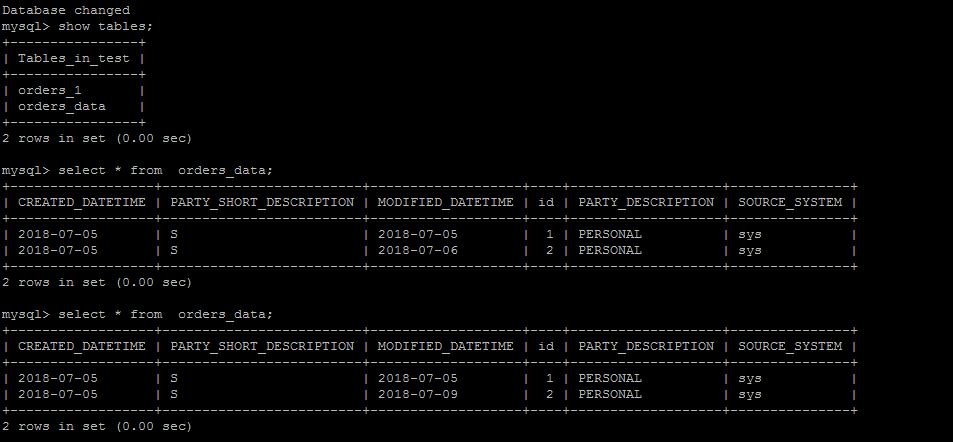 Database changed
mysql> show tables;
+----------------+
| Tables_in_test |
+----------------+
| orders_1       |
| orders_data    |
+----------------+
2 rows in set (0.00 sec)

mysql> select * from  orders_data;
+------------------+-------------------------+-------------------+----+-------------------+---------------+
| CREATED_DATETIME | PARTY_SHORT_DESCRIPTION | MODIFIED_DATETIME | id | PARTY_DESCRIPTION | SOURCE_SYSTEM |
+------------------+-------------------------+-------------------+----+-------------------+---------------+
| 2018-07-05       | S                       | 2018-07-05        |  1 | PERSONAL          | sys           |
| 2018-07-05       | S                       | 2018-07-06        |  2 | PERSONAL          | sys           |
+------------------+-------------------------+-------------------+----+-------------------+---------------+
2 rows in set (0.00 sec)

mysql> select * from  orders_data;
+------------------+-------------------------+-------------------+----+-------------------+---------------+
| CREATED_DATETIME | PARTY_SHORT_DESCRIPTION | MODIFIED_DATETIME | id | PARTY_DESCRIPTION | SOURCE_SYSTEM |
+------------------+-------------------------+-------------------+----+-------------------+---------------+
| 2018-07-05       | S                       | 2018-07-05        |  1 | PERSONAL          | sys           |
| 2018-07-05       | S                       | 2018-07-09        |  2 | PERSONAL          | sys           |
+------------------+-------------------------+-------------------+----+-------------------+---------------+
2 rows in set (0.00 sec)